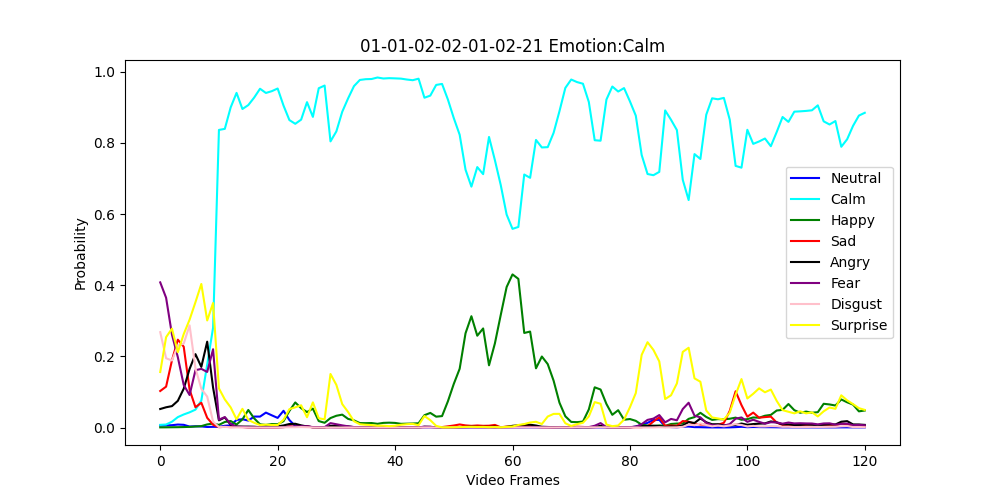 01-01-02-02-01-02-21 Emotion:Calm
1.0
0.8
0.6
0.4
0.2
0.0
Probability
0
20
40
60
80
100
120
Video Frames
Neutral
Calm
Happy
Sad
Angry
Fear
Disgust
Surprise